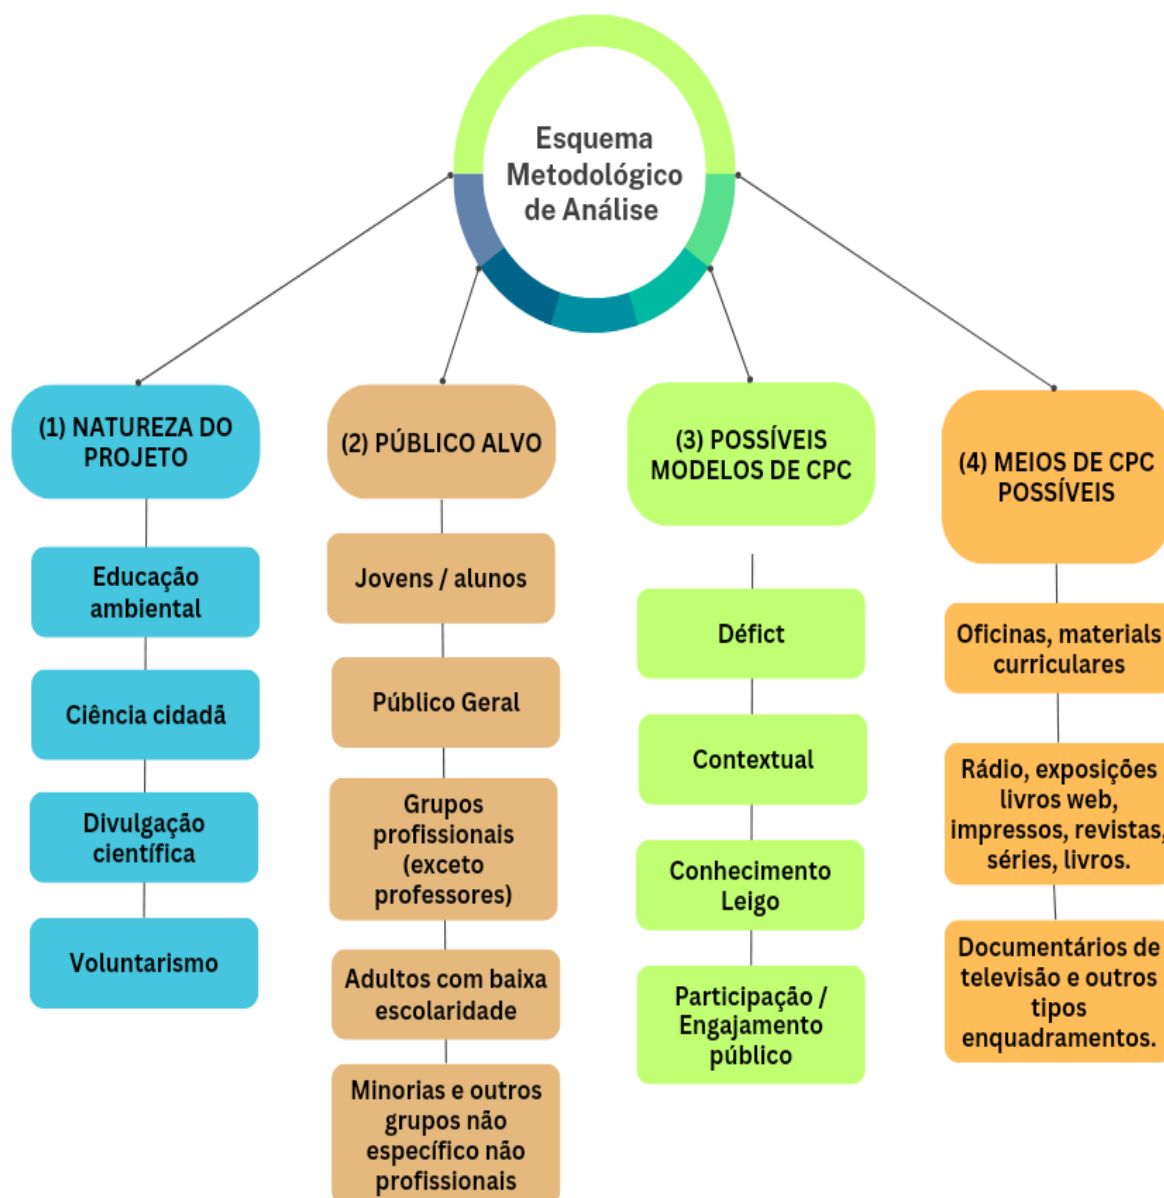 Esquema
Metodológico
de Análise
(1) NATUREZA DO
PROJETO
Educação
ambiental
Ciência cidadã
Divulgação
científica
Voluntarismo
(2) PÚBLICO ALVO
Jovens / alunos
Público Geral
Grupos
profissionais
(exceto
professores)
Adultos com baixa
escolaridade
Minorias e outros
grupos não
específico não
profissionais
(3) POSSÍVEIS
MODELOS DE CPC
Défict
Contextual
Conhecimento
Leigo
Participação /
Engajamento
público
(4) MEIOS DE CPC
POSSÍVEIS
Oficinas, materials
curriculares
Rádio, exposições
livros web,
impressos, revistas,
séries, livros.
Documentários de
televisão e outros
tipos
enquadramentos.